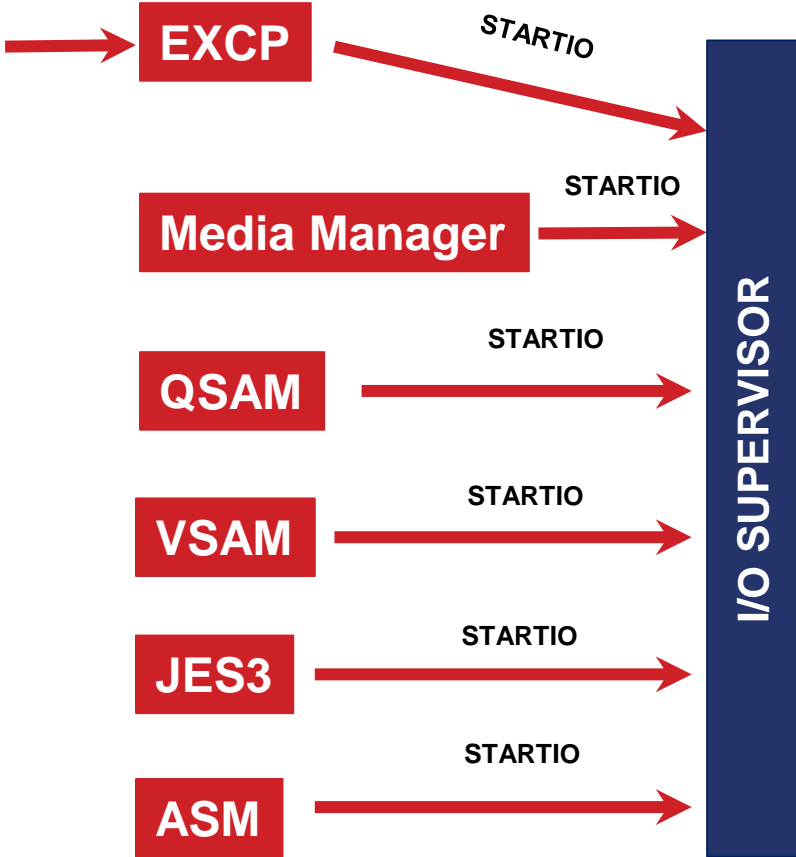 EXCP
STARTIO
Media Manager
STARTIO
QSAM
STARTIO
VSAM
STARTIO
JES3
STARTIO
ASM
STARTIO
I/O SUPERVISOR